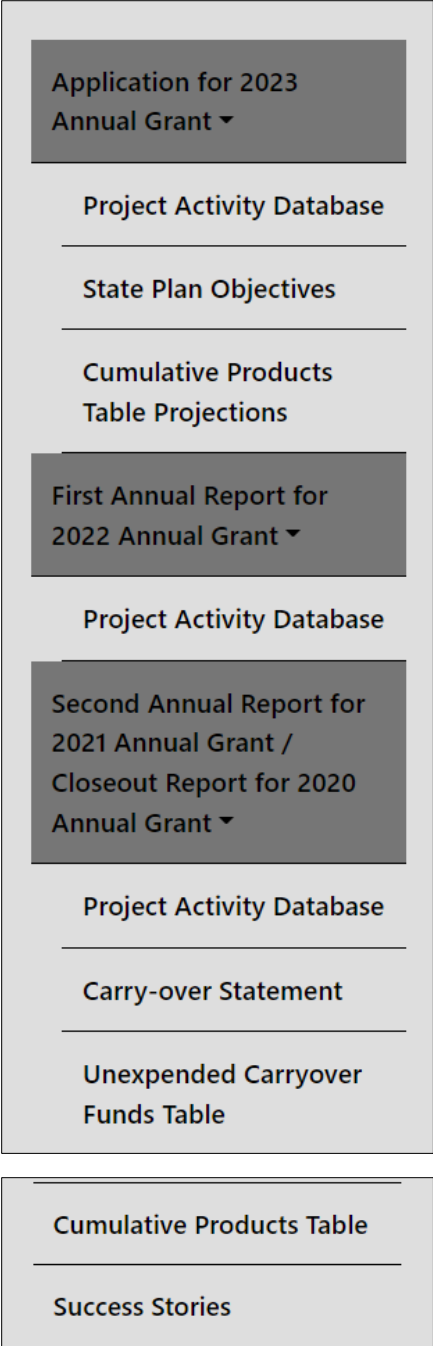 Application for 2023
Annual Grant
Project Activity Database
State Plan Objectives
Cumulative Products
Table Projections
First Annual Report for
2022 Annual Grant
Project Activity Database
Second Annual Report for
2021 Annual Grant /
Closeout Report for 2020
Annual Grant
Project Activity Database
Carry-over Statement
Unexpended Carryover
Funds Table
Cumulative Products Table
Success Stories